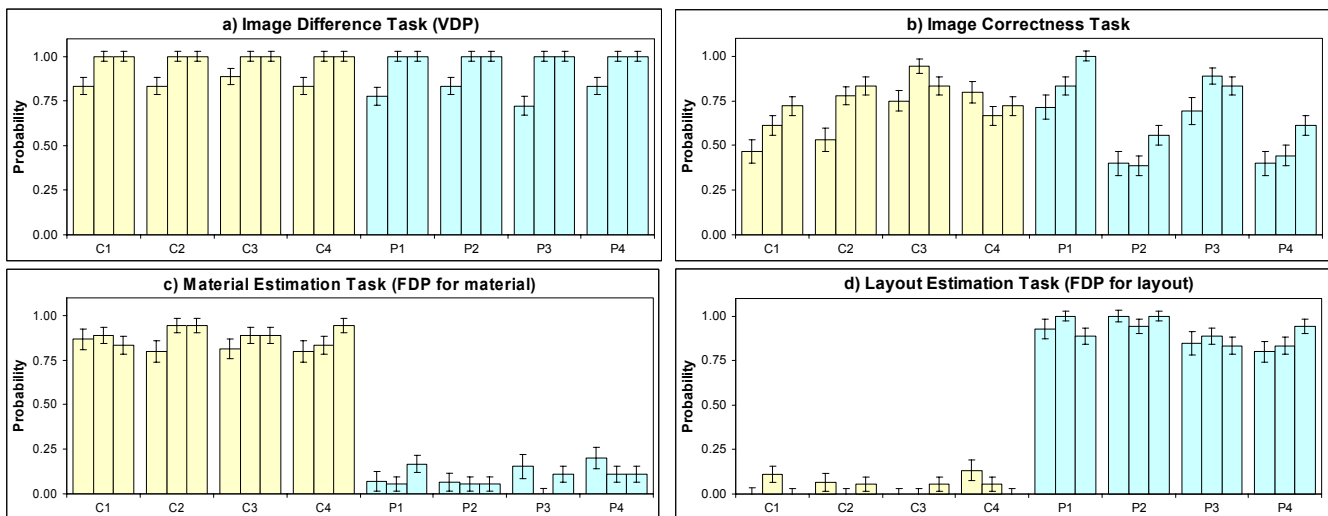 a) Image Difference Task (VDP)
Probability
1.00
0.75
0.50
0.25
0.00
C1 C2 C3 C4 P1 P2 P3 P4
b) Image Correctness Task
Probability
1.00
0.75
0.50
0.25
0.00
C1 C2 C3 C4 P1 P2 P3 P4
c) Material Estimation Task (FDP for material)
Probability
1.00
0.75
0.50
0.25
0.00
C1 C2 C3 C4 P1 P2 P3 P4
d) Layout Estimation Task (FDP for layout)
Probability
1.00
0.75
0.50
0.25
0.00
C1 C2 C3 C4 P1 P2 P3 P4